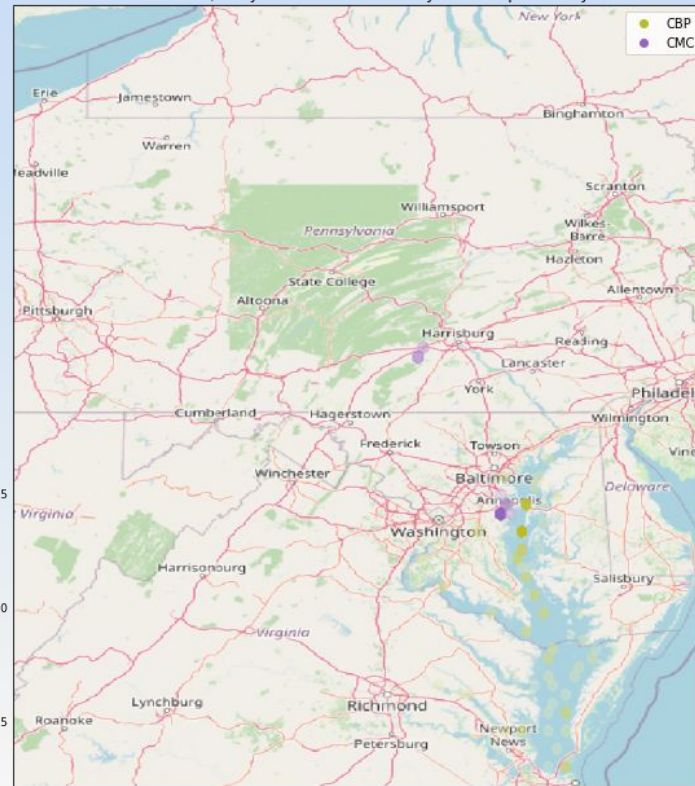 New York
CBP
CMC
Erie
Jamestown
Binghamton
Warren
Meadville
Scranton
Williamsport
Wilkes-
Barre
Pennsylvania
Hazleton
State College
Allentown
Altoona
Pittsburgh
Harrisburg
Reading
Lancaster
York
Philadel
Cumberland
Hagerstown
Wilmington
Frederick
Towson
Vine
Winchester
Baltimore
Delaware
5
Annapolis
Virginia
Washington
Harrisonburg
Salisbury
0
Virginia
Lynchburg
Richmond
Roanoke
5
Newport
News
Petersburg